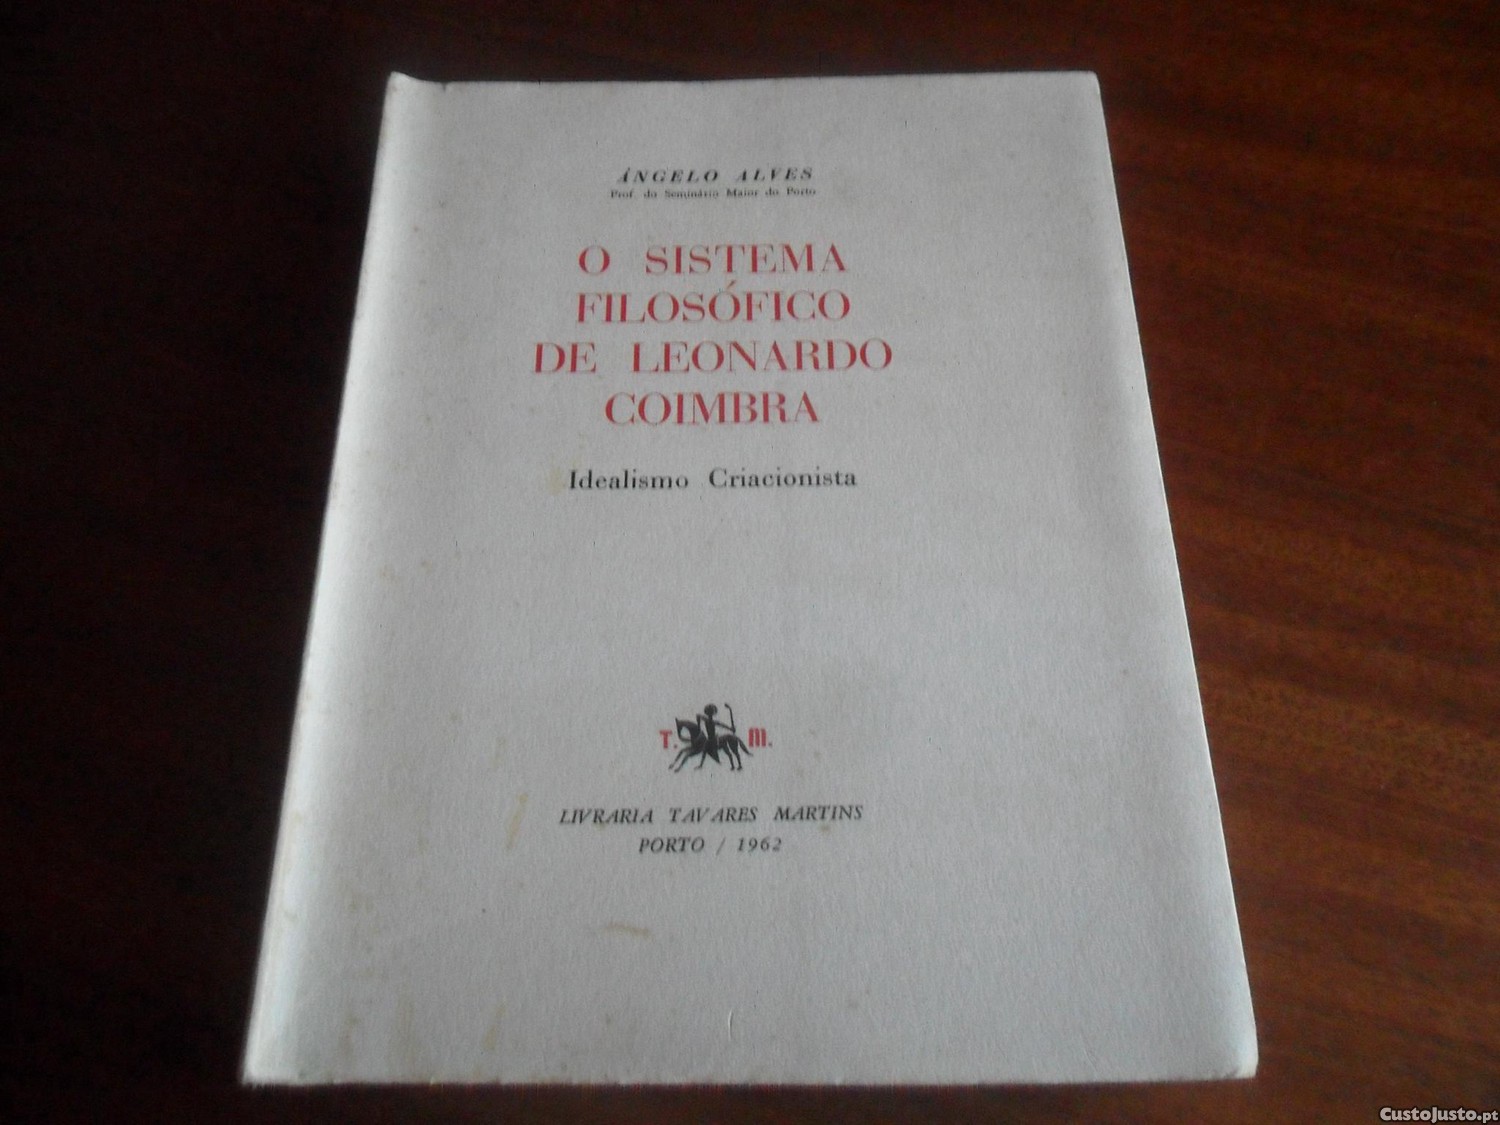 ÂNGELO ALVES
Prof. do Seminário Maior do Porto
O SISTEMA
FILOSÓFICO
DE LEONARDO
COIMBRA
Idealismo Criacionista
T. M.
LIVRARIA TAVARES MARTINS
PORTO / 1962
CustoJusto.pt